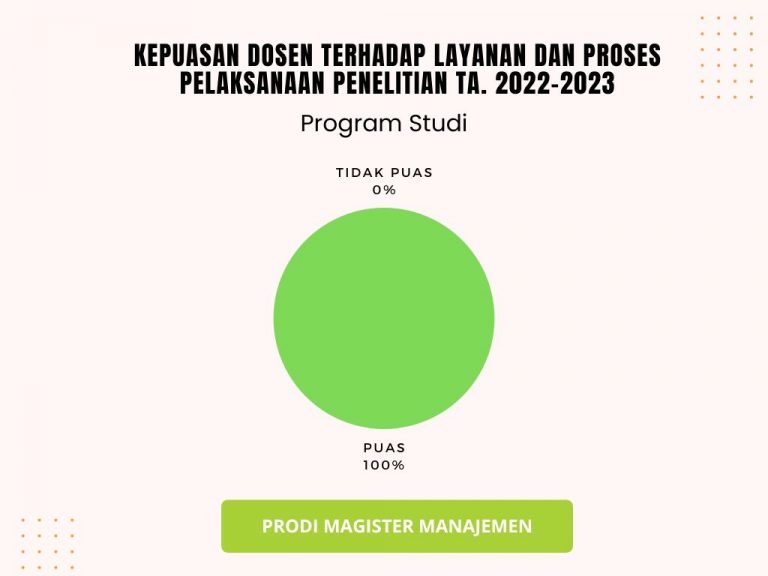 KEPUASAN DOSEN TERHADAP LAYANAN DAN PROSES
PELAKSANAAN PENELITIAN TA. 2022-2023
Program Studi
TIDAK PUAS
0%
PUAS
100%
PRODI MAGISTER MANAJEMEN